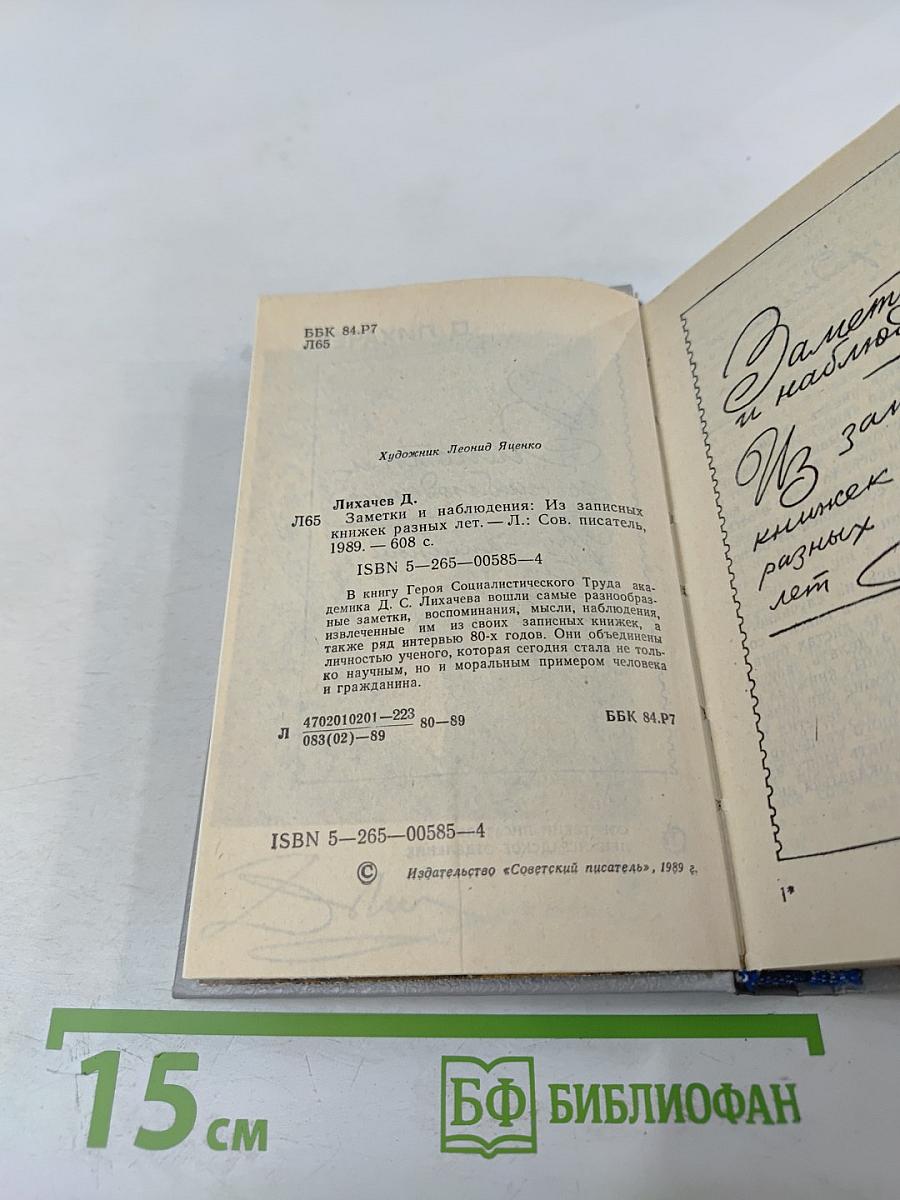 ББК 84.Р7
Л65
Художник Леонид Яценко
Лихачев Д.
Л65 Заметки и наблюдения: Из записных
книжек разных лет. — Л.: Сов. писатель,
1989. — 608 с.
ISBN 5—265—00585—4
В книгу Героя Социалистического Труда ака-
демика Д. С. Лихачева вошли самые разнообраз-
ные заметки, воспоминания, мысли, наблюдения,
извлеченные им из своих записных книжек, а
также ряд интервью 80-х годов. Они объединены
личностью ученого, которая сегодня стала не толь-
ко научным, но и моральным примером человека
и гражданина.
Л 4702010201—223 80—89 ББК 84.Р7
083(02)—89
ISBN 5—265—00585—4
© Издательство «Советский писатель», 1989 г.
Замет
и наблюд
Из
книжек
разных
лет
1*
15 см
БФ БИБЛИОФАН